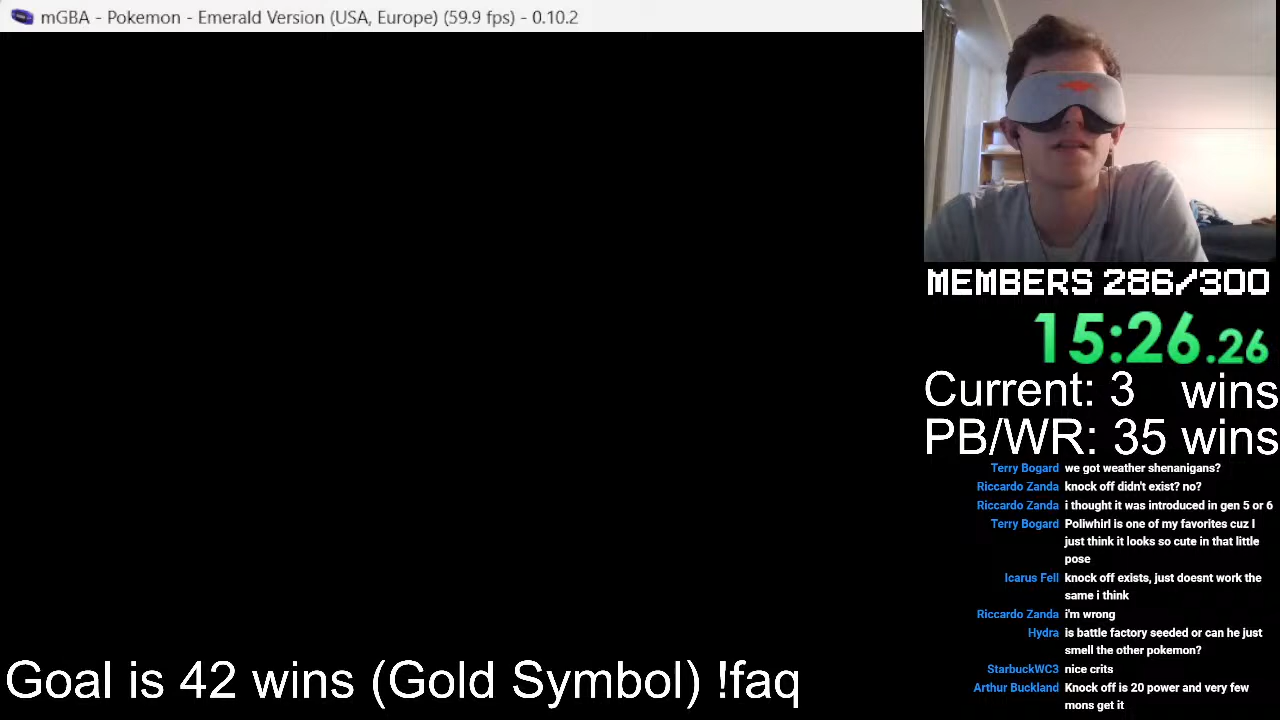 mGBA - Pokemon - Emerald Version (USA, Europe) (59.9 fps) - 0.10.2
MEMBERS 286/300
15:26.26
Current: 3 wins
PB/WR: 35 wins
Terry Bogard we got weather shenanigans?
Riccardo Zanda knock off didn't exist? no?
Riccardo Zanda i thought it was introduced in gen 5 or 6
Terry Bogard Poliwhirl is one of my favorites cuz I
just think it looks so cute in that little
pose
Icarus Fell knock off exists, just doesnt work the
same i think
Riccardo Zanda i'm wrong
Hydra is battle factory seeded or can he just
smell the other pokemon?
StarbuckWC3 nice crits
Arthur Buckland Knock off is 20 power and very few
mons get it
Goal is 42 wins (Gold Symbol) !faq